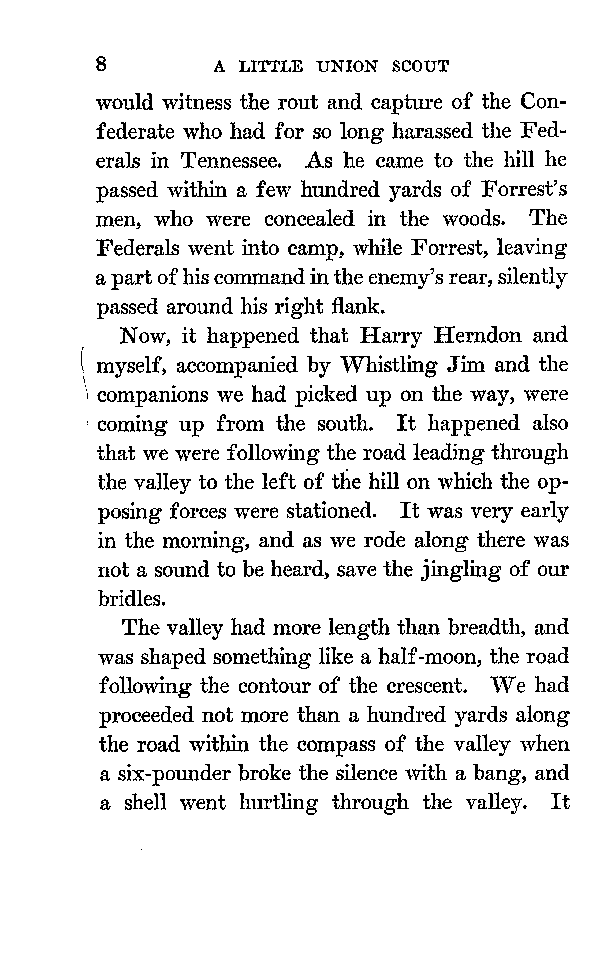 8 A LITTLE UNION SCOUT
would witness the rout and capture of the Con-
federate who had for so long harassed the Fed-
erals in Tennessee. As he came to the hill he
passed within a few hundred yards of Forrest's
men, who were concealed in the woods. The
Federals went into camp, while Forrest, leaving
a part of his command in the enemy's rear, silently
passed around his right flank.
Now, it happened that Harry Herndon and
myself, accompanied by Whistling Jim and the
companions we had picked up on the way, were
coming up from the south. It happened also
that we were following the road leading through
the valley to the left of the hill on which the op-
posing forces were stationed. It was very early
in the morning, and as we rode along there was
not a sound to be heard, save the jingling of our
bridles.
The valley had more length than breadth, and
was shaped something like a half-moon, the road
following the contour of the crescent. We had
proceeded not more than a hundred yards along
the road within the compass of the valley when
a six-pounder broke the silence with a bang, and
a shell went hurtling through the valley. It